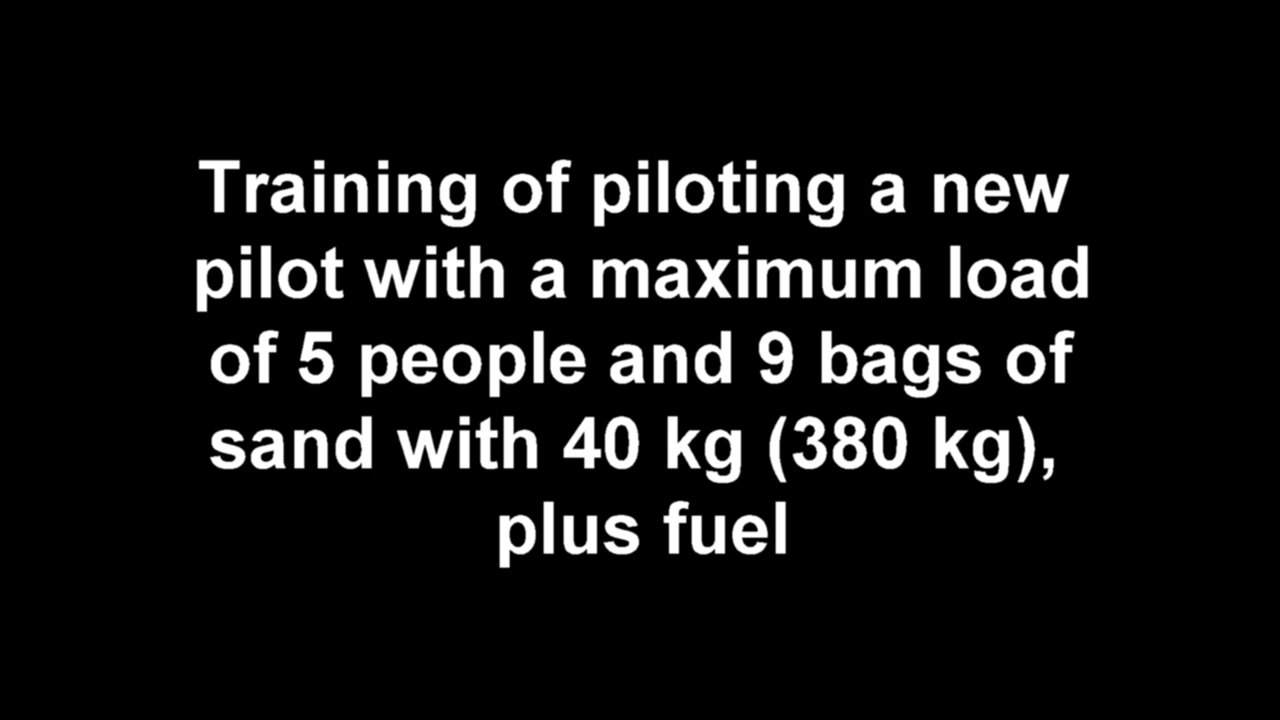 Training of piloting a new
pilot with a maximum load
of 5 people and 9 bags of
sand with 40 kg (380 kg),
plus fuel